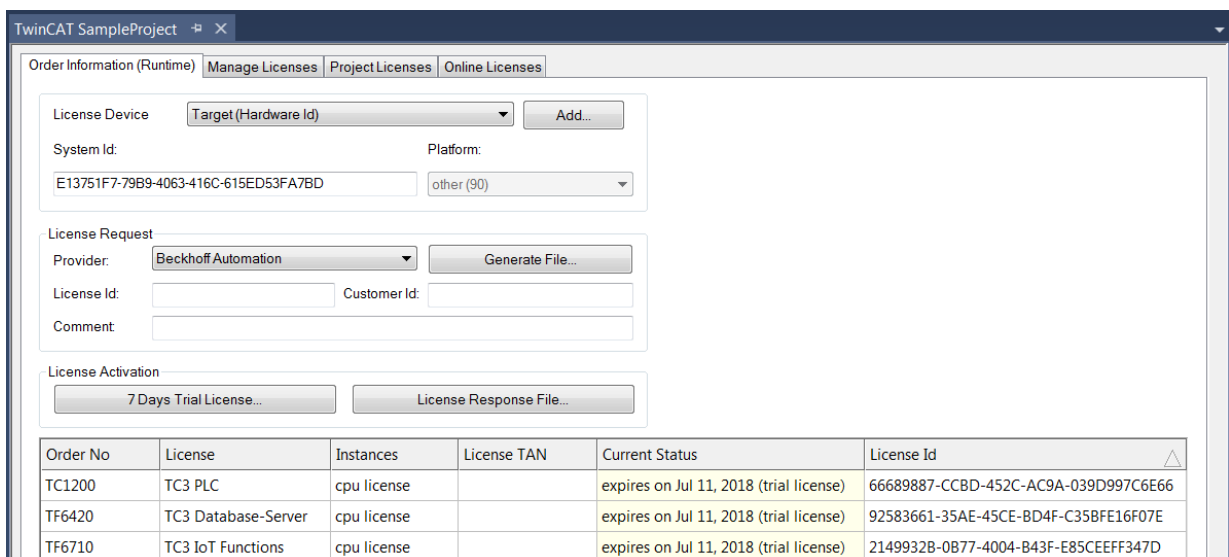 TwinCAT SampleProject
Order Information (Runtime) Manage Licenses Project Licenses Online Licenses
License Device Target (Hardware Id) Add...
System Id: Platform:
E13751F7-79B9-4063-416C-615ED53FA7BD other (90)
License Request
Provider: Beckhoff Automation Generate File...
License Id: Customer Id:
Comment:
License Activation
7 Days Trial License... License Response File...
Order No License Instances License TAN Current Status License Id
TC1200 TC3 PLC cpu license expires on Jul 11, 2018 (trial license) 66689887-CCBD-452C-AC9A-039D997C6E66
TF6420 TC3 Database-Server cpu license expires on Jul 11, 2018 (trial license) 92583661-35AE-45CE-BD4F-C35BFE16F07E
TF6710 TC3 IoT Functions cpu license expires on Jul 11, 2018 (trial license) 2149932B-0B77-4004-B43F-E85CEEFF347D